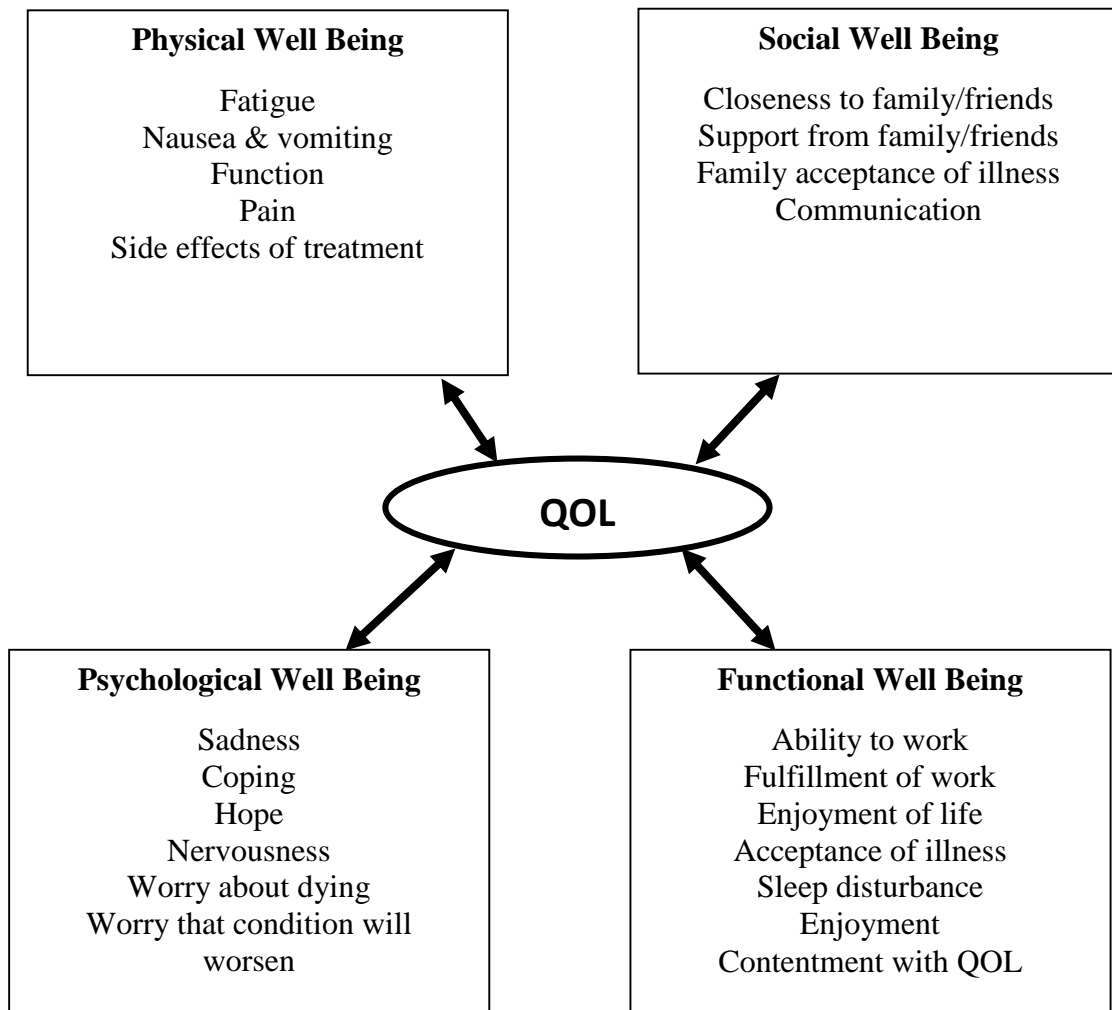 Physical Well Being
Fatigue
Nausea & vomiting
Function
Pain
Side effects of treatment
Social Well Being
Closeness to family/friends
Support from family/friends
Family acceptance of illness
Communication
QOL
Psychological Well Being
Sadness
Coping
Hope
Nervousness
Worry about dying
Worry that condition will
worsen
Functional Well Being
Ability to work
Fulfillment of work
Enjoyment of life
Acceptance of illness
Sleep disturbance
Enjoyment
Contentment with QOL